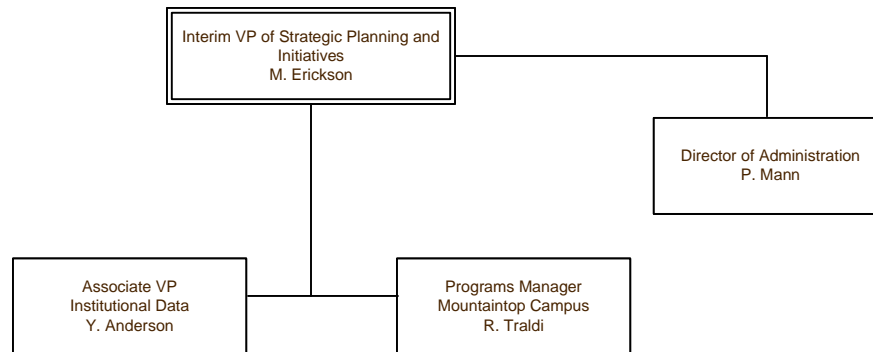 Interim VP of Strategic Planning and
Initiatives
M. Erickson
Director of Administration
P. Mann
Associate VP
Institutional Data
Y. Anderson
Programs Manager
Mountaintop Campus
R. Traldi